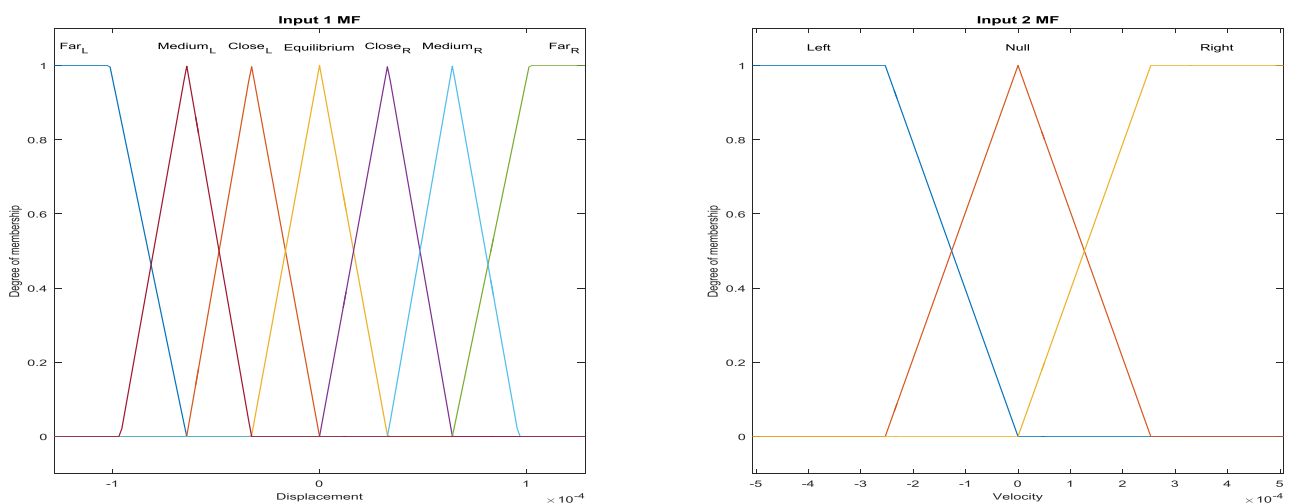 Input 1 MF
Far_L Medium_L Close_L Equilibrium Close_R Medium_R Far_R
1
0.8
0.6
0.4
0.2
0
Degree of membership
-1 0 1
Displacement
×10^-4
Input 2 MF
Left Null Right
1
0.8
0.6
0.4
0.2
0
Degree of membership
-5 -4 -3 -2 -1 0 1 2 3 4 5
Velocity
×10^-4